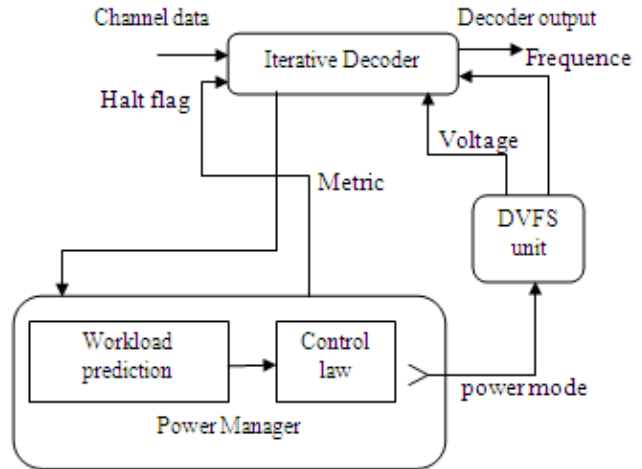 Channel data
Decoder output
Iterative Decoder
Frequence
Halt flag
Voltage
Metric
DVFS
unit
Workload
prediction
Control
law
power mode
Power Manager